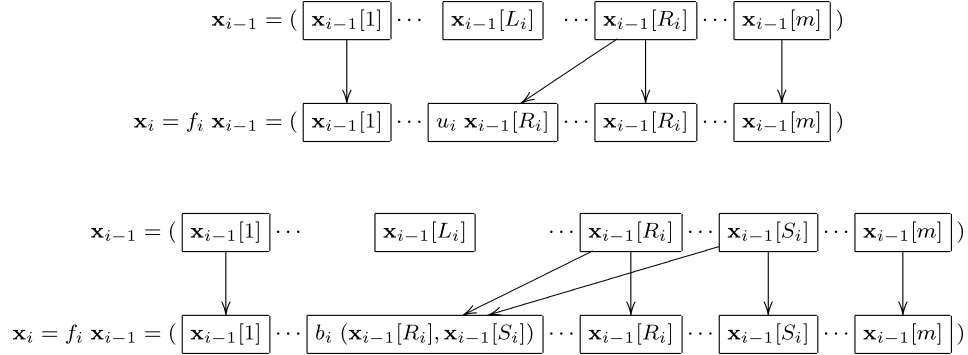 x_{i−1} = ( x_{i−1}[1] ··· x_{i−1}[L_i] ··· x_{i−1}[R_i] ··· x_{i−1}[m] )
x_i = f_i x_{i−1} = ( x_{i−1}[1] ··· u_i x_{i−1}[R_i] ··· x_{i−1}[R_i] ··· x_{i−1}[m] )
x_{i−1} = ( x_{i−1}[1] ··· x_{i−1}[L_i] ··· x_{i−1}[R_i] ··· x_{i−1}[S_i] ··· x_{i−1}[m] )
x_i = f_i x_{i−1} = ( x_{i−1}[1] ··· b_i (x_{i−1}[R_i], x_{i−1}[S_i]) ··· x_{i−1}[R_i] ··· x_{i−1}[S_i] ··· x_{i−1}[m] )